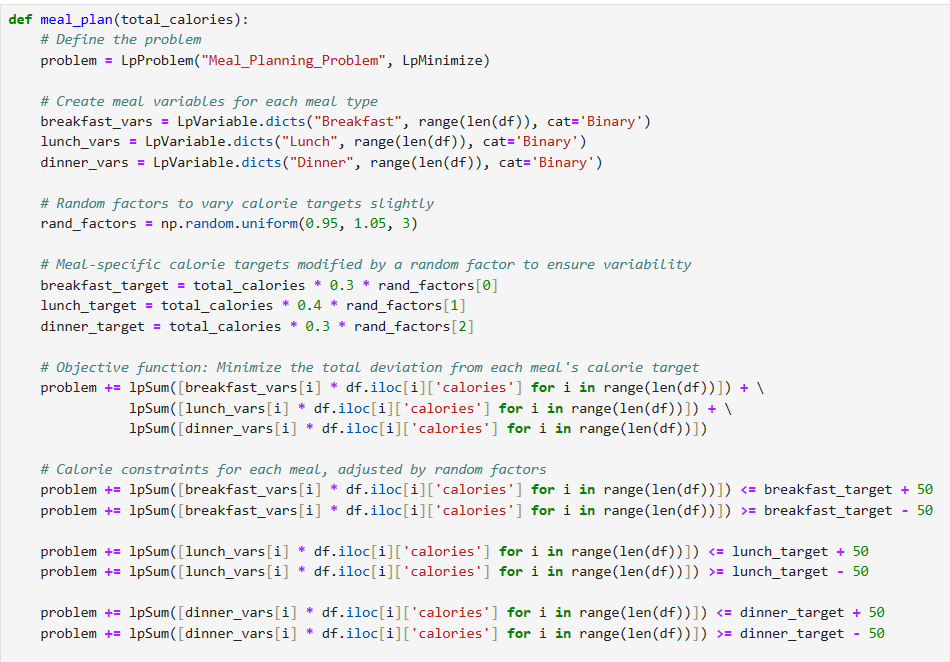 def meal_plan(total_calories):
    # Define the problem
    problem = LpProblem("Meal_Planning_Problem", LpMinimize)

    # Create meal variables for each meal type
    breakfast_vars = LpVariable.dicts("Breakfast", range(len(df)), cat='Binary')
    lunch_vars = LpVariable.dicts("Lunch", range(len(df)), cat='Binary')
    dinner_vars = LpVariable.dicts("Dinner", range(len(df)), cat='Binary')

    # Random factors to vary calorie targets slightly
    rand_factors = np.random.uniform(0.95, 1.05, 3)

    # Meal-specific calorie targets modified by a random factor to ensure variability
    breakfast_target = total_calories * 0.3 * rand_factors[0]
    lunch_target = total_calories * 0.4 * rand_factors[1]
    dinner_target = total_calories * 0.3 * rand_factors[2]

    # Objective function: Minimize the total deviation from each meal's calorie target
    problem += lpSum([breakfast_vars[i] * df.iloc[i]['calories'] for i in range(len(df))]) + \
               lpSum([lunch_vars[i] * df.iloc[i]['calories'] for i in range(len(df))]) + \
               lpSum([dinner_vars[i] * df.iloc[i]['calories'] for i in range(len(df))])

    # Calorie constraints for each meal, adjusted by random factors
    problem += lpSum([breakfast_vars[i] * df.iloc[i]['calories'] for i in range(len(df))]) <= breakfast_target + 50
    problem += lpSum([breakfast_vars[i] * df.iloc[i]['calories'] for i in range(len(df))]) >= breakfast_target - 50

    problem += lpSum([lunch_vars[i] * df.iloc[i]['calories'] for i in range(len(df))]) <= lunch_target + 50
    problem += lpSum([lunch_vars[i] * df.iloc[i]['calories'] for i in range(len(df))]) >= lunch_target - 50

    problem += lpSum([dinner_vars[i] * df.iloc[i]['calories'] for i in range(len(df))]) <= dinner_target + 50
    problem += lpSum([dinner_vars[i] * df.iloc[i]['calories'] for i in range(len(df))]) >= dinner_target - 50